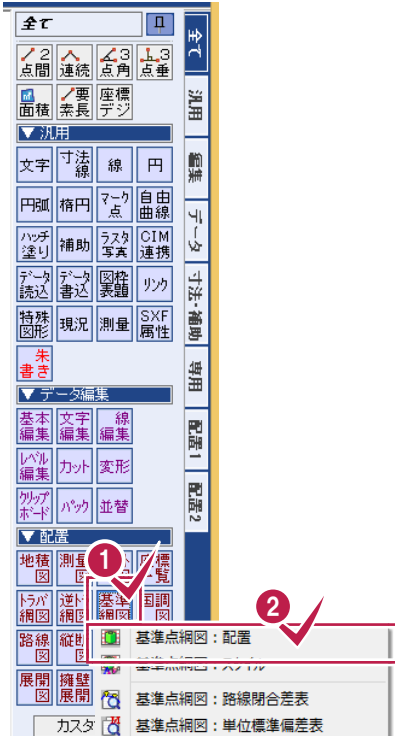 全て
2点間 連続 3点角 3点垂
面積 要素長 座標デジ
▼ 汎用
文字 寸法線 線 円
円弧 楕円 マーク点 自由曲線
ハッチ塗り 補助 ラスタ写真 CIM連携
データ読込 データ書込 図枠表題 リンク
特殊図形 現況 測量 SXF属性
朱書き
▼ データ編集
基本編集 文字編集 線編集
レベル編集 カット 変形
クリップボード パック 並替
▼ 配置
地積図
1
トラバ網図 逆ト網図 基準網図 国調図
2
路線図
基準点網図：配置
展開図 擁壁展開
基準点網図：路線閉合差表
カスタ
基準点網図：単位標準偏差表
全て
汎用
編集
データ
寸法・補助
専用
配置1
配置2